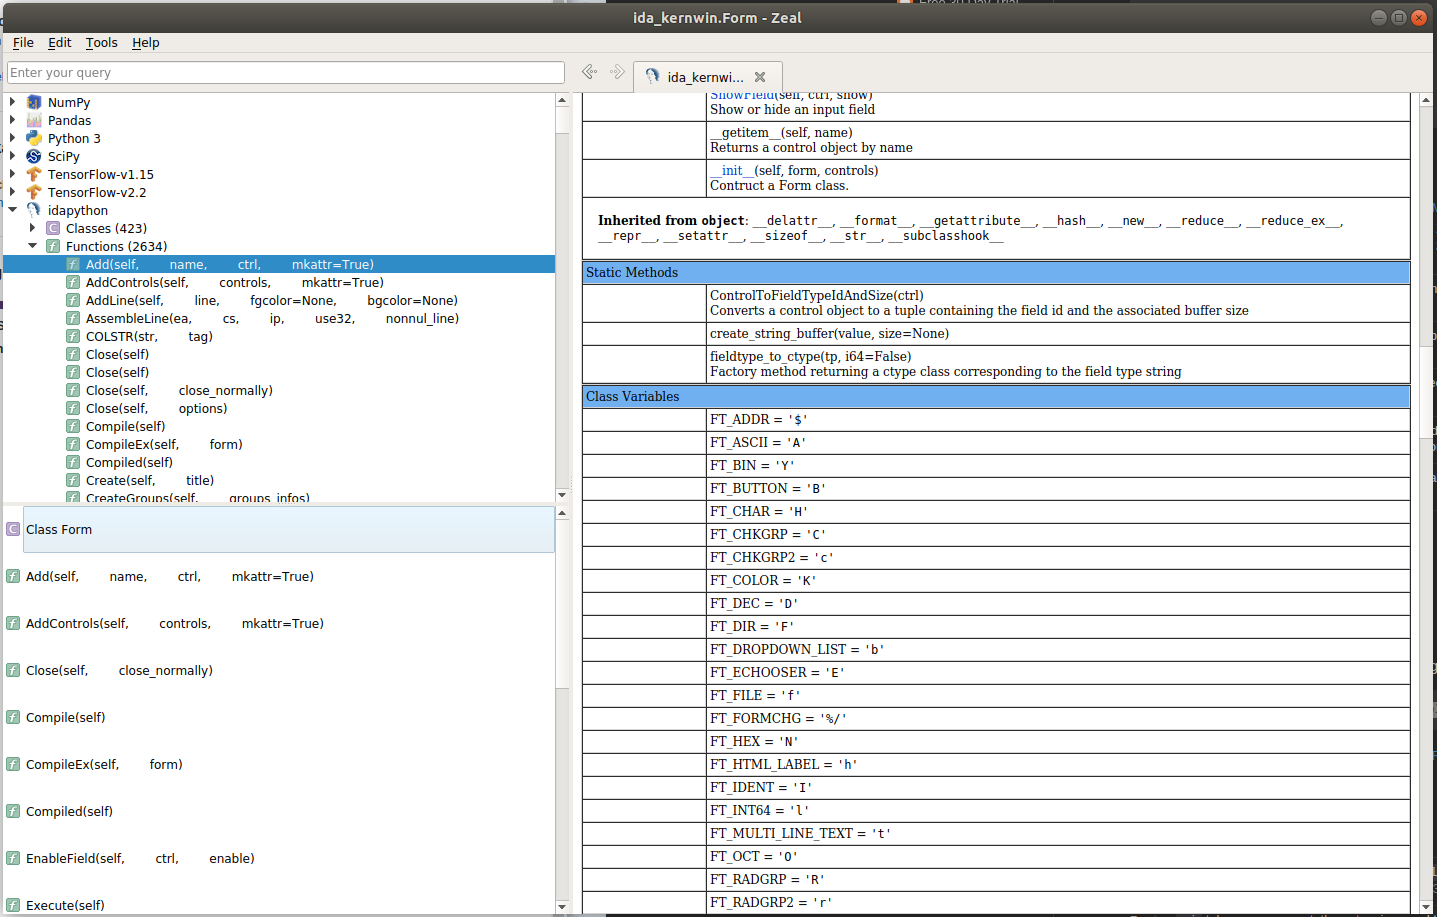 ida_kernwin.Form - Zeal
File Edit Tools Help
Enter your query
ida_kernwi...
NumPy
Pandas
Python 3
SciPy
TensorFlow-v1.15
TensorFlow-v2.2
idapython
Classes (423)
Functions (2634)
Add(self, name, ctrl, mkattr=True)
AddControls(self, controls, mkattr=True)
AddLine(self, line, fgcolor=None, bgcolor=None)
AssembleLine(ea, cs, ip, use32, nonnul_line)
COLSTR(str, tag)
Close(self)
Close(self)
Close(self, close_normally)
Close(self, options)
Compile(self)
CompileEx(self, form)
Compiled(self)
Create(self, title)
CreateGroups(self, groups_infos)
Class Form
Add(self, name, ctrl, mkattr=True)
AddControls(self, controls, mkattr=True)
Close(self, close_normally)
Compile(self)
CompileEx(self, form)
Compiled(self)
EnableField(self, ctrl, enable)
Execute(self)
ShowField(self, ctrl, show)
Show or hide an input field
__getitem__(self, name)
Returns a control object by name
__init__(self, form, controls)
Contruct a Form class.
Inherited from object: __delattr__, __format__, __getattribute__, __hash__, __new__, __reduce__, __reduce_ex__,
__repr__, __setattr__, __sizeof__, __str__, __subclasshook__
Static Methods
ControlToFieldTypeIdAndSize(ctrl)
Converts a control object to a tuple containing the field id and the associated buffer size
create_string_buffer(value, size=None)
fieldtype_to_ctype(tp, i64=False)
Factory method returning a ctype class corresponding to the field type string
Class Variables
FT_ADDR = '$'
FT_ASCII = 'A'
FT_BIN = 'Y'
FT_BUTTON = 'B'
FT_CHAR = 'H'
FT_CHKGRP = 'C'
FT_CHKGRP2 = 'c'
FT_COLOR = 'K'
FT_DEC = 'D'
FT_DIR = 'F'
FT_DROPDOWN_LIST = 'b'
FT_ECHOOSER = 'E'
FT_FILE = 'f'
FT_FORMCHG = '%/'
FT_HEX = 'N'
FT_HTML_LABEL = 'h'
FT_IDENT = 'I'
FT_INT64 = 'l'
FT_MULTI_LINE_TEXT = 't'
FT_OCT = 'O'
FT_RADGRP = 'R'
FT_RADGRP2 = 'r'